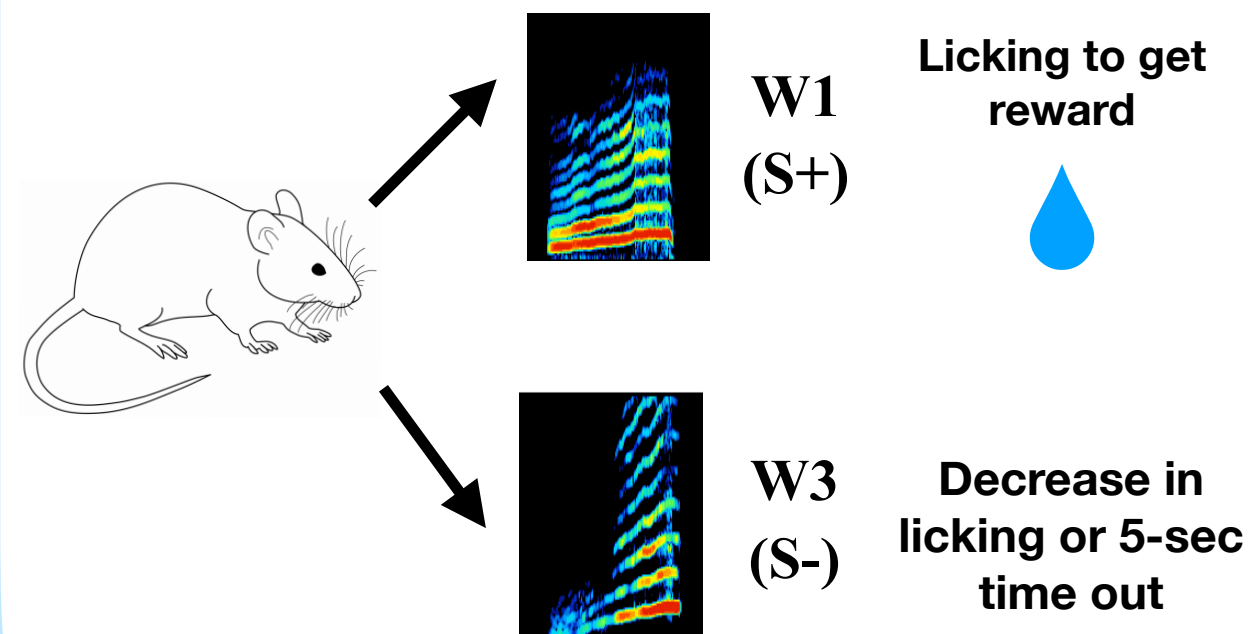 W1
(S+)
Licking to get
reward
W3
(S-)
Decrease in
licking or 5-sec
time out